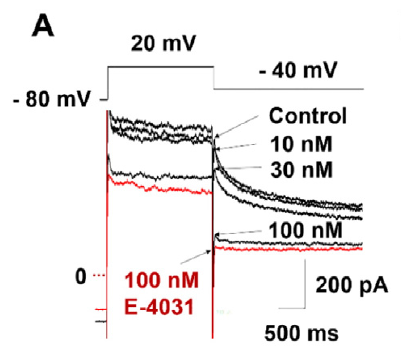 A
20 mV
- 40 mV
- 80 mV
Control
10 nM
30 nM
100 nM
0
100 nM
E-4031
200 pA
500 ms